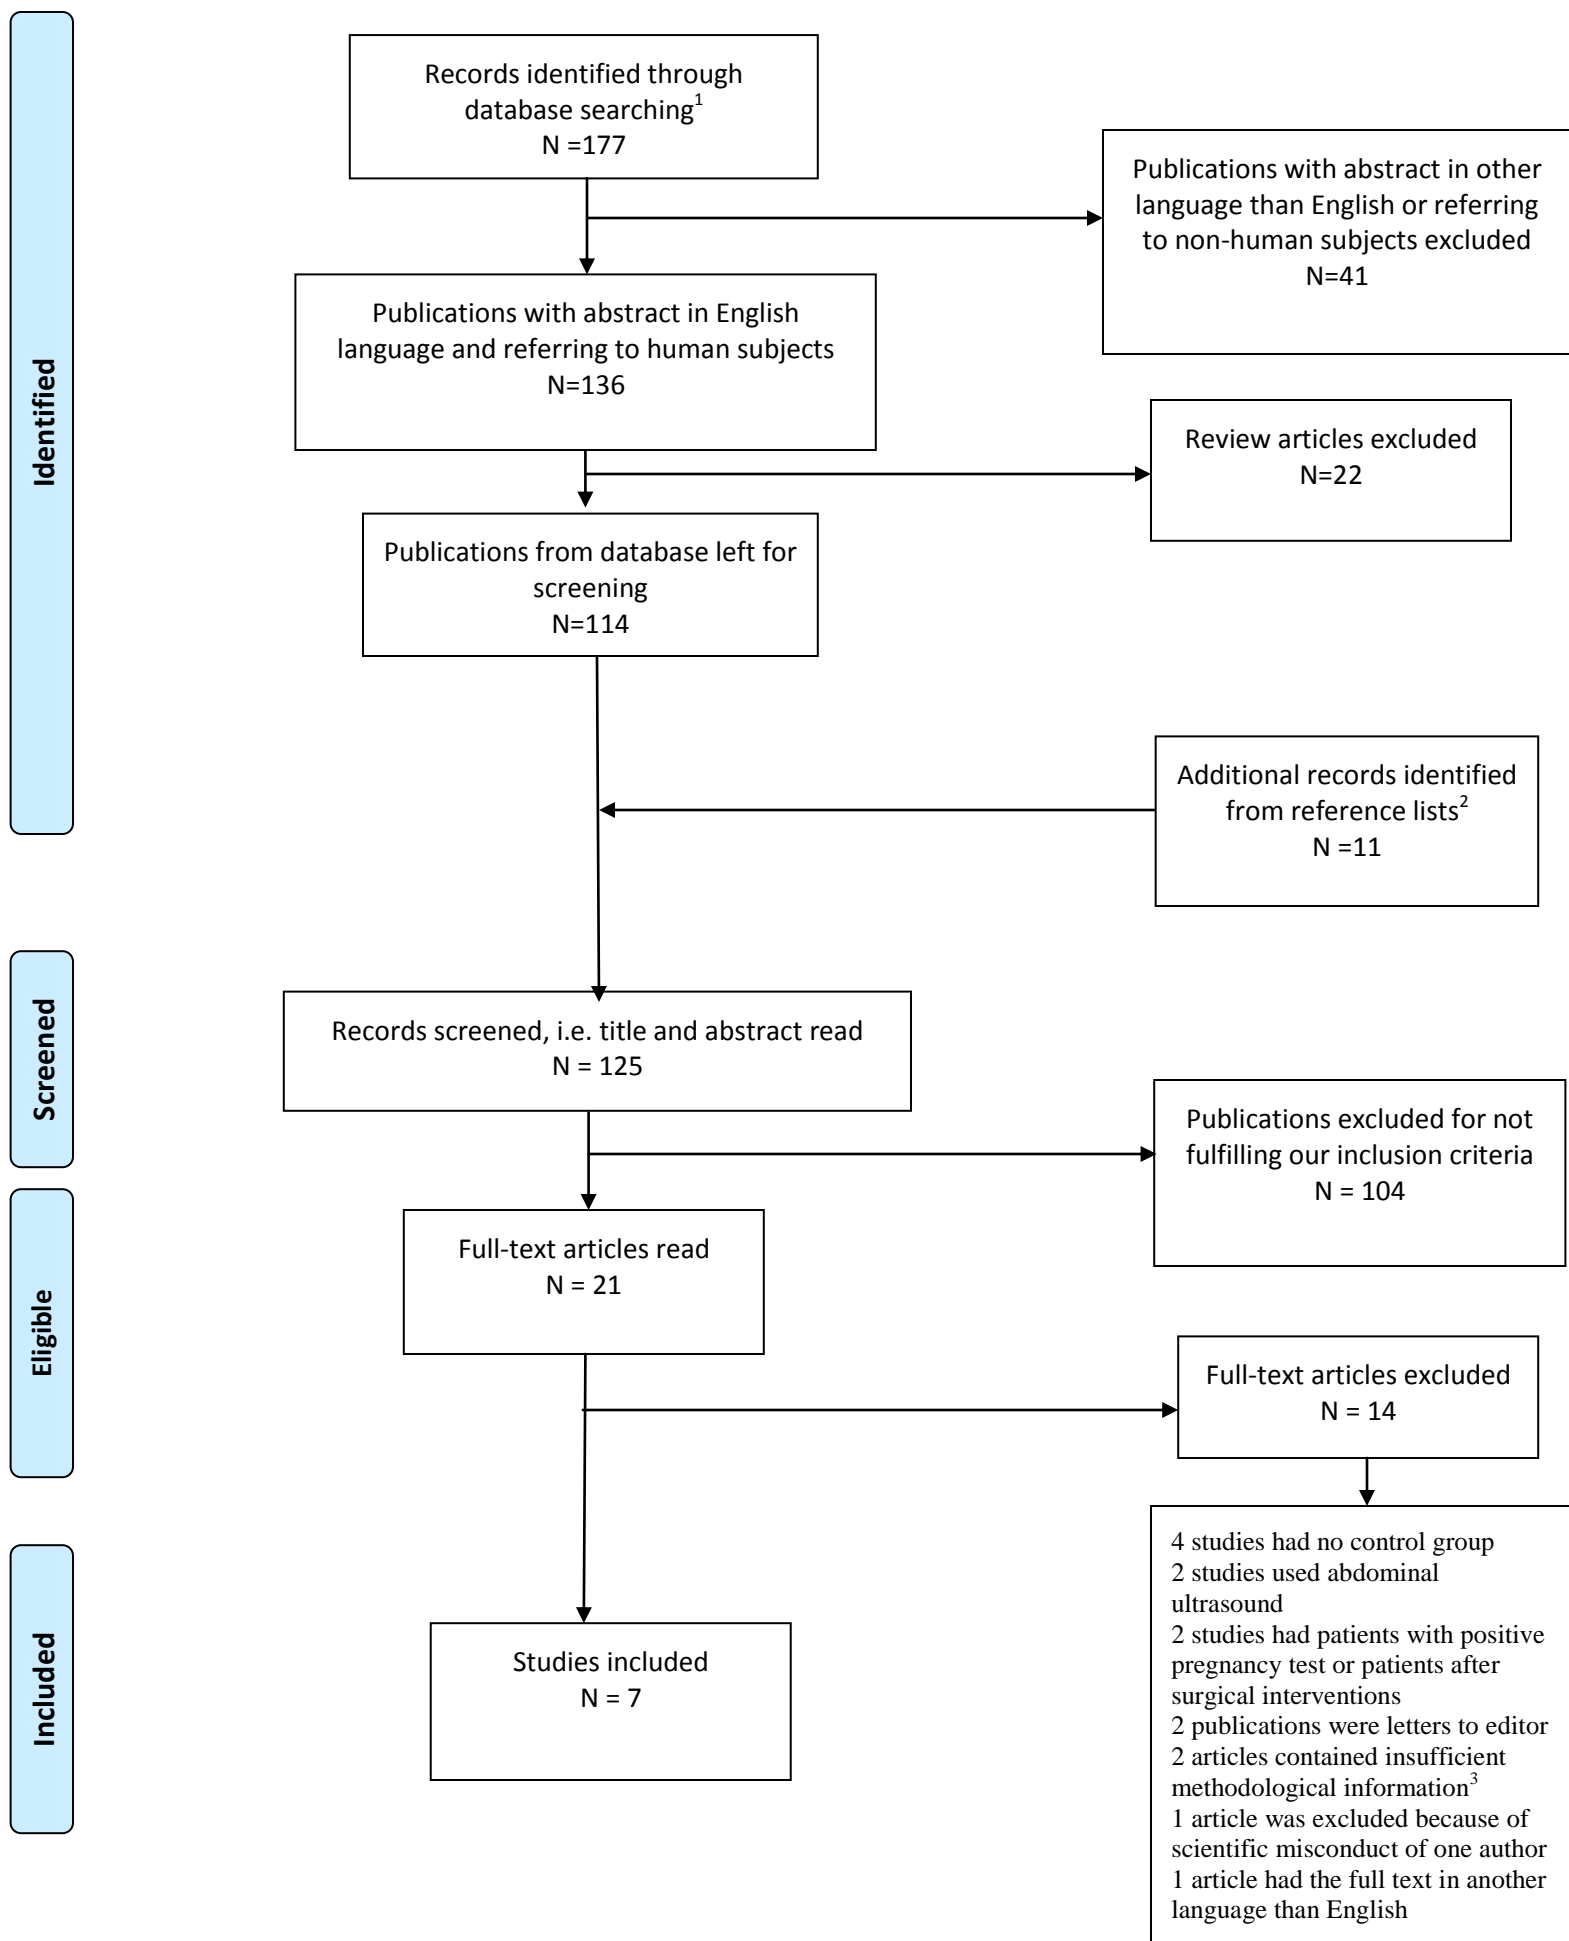 Identified
Records identified through
database searching1
N =177
Publications with abstract in other
language than English or referring
to non-human subjects excluded
N=41
Publications with abstract in English
language and referring to human subjects
N=136
Review articles excluded
N=22
Publications from database left for
screening
N=114
Additional records identified
from reference lists2
N =11
Screened
Records screened, i.e. title and abstract read
N = 125
Publications excluded for not
fulfilling our inclusion criteria
N = 104
Eligible
Full-text articles read
N = 21
Full-text articles excluded
N = 14
4 studies had no control group
2 studies used abdominal
ultrasound
2 studies had patients with positive
pregnancy test or patients after
surgical interventions
2 publications were letters to editor
2 articles contained insufficient
methodological information3
1 article was excluded because of
scientific misconduct of one author
1 article had the full text in another
language than English
Included
Studies included
N = 7